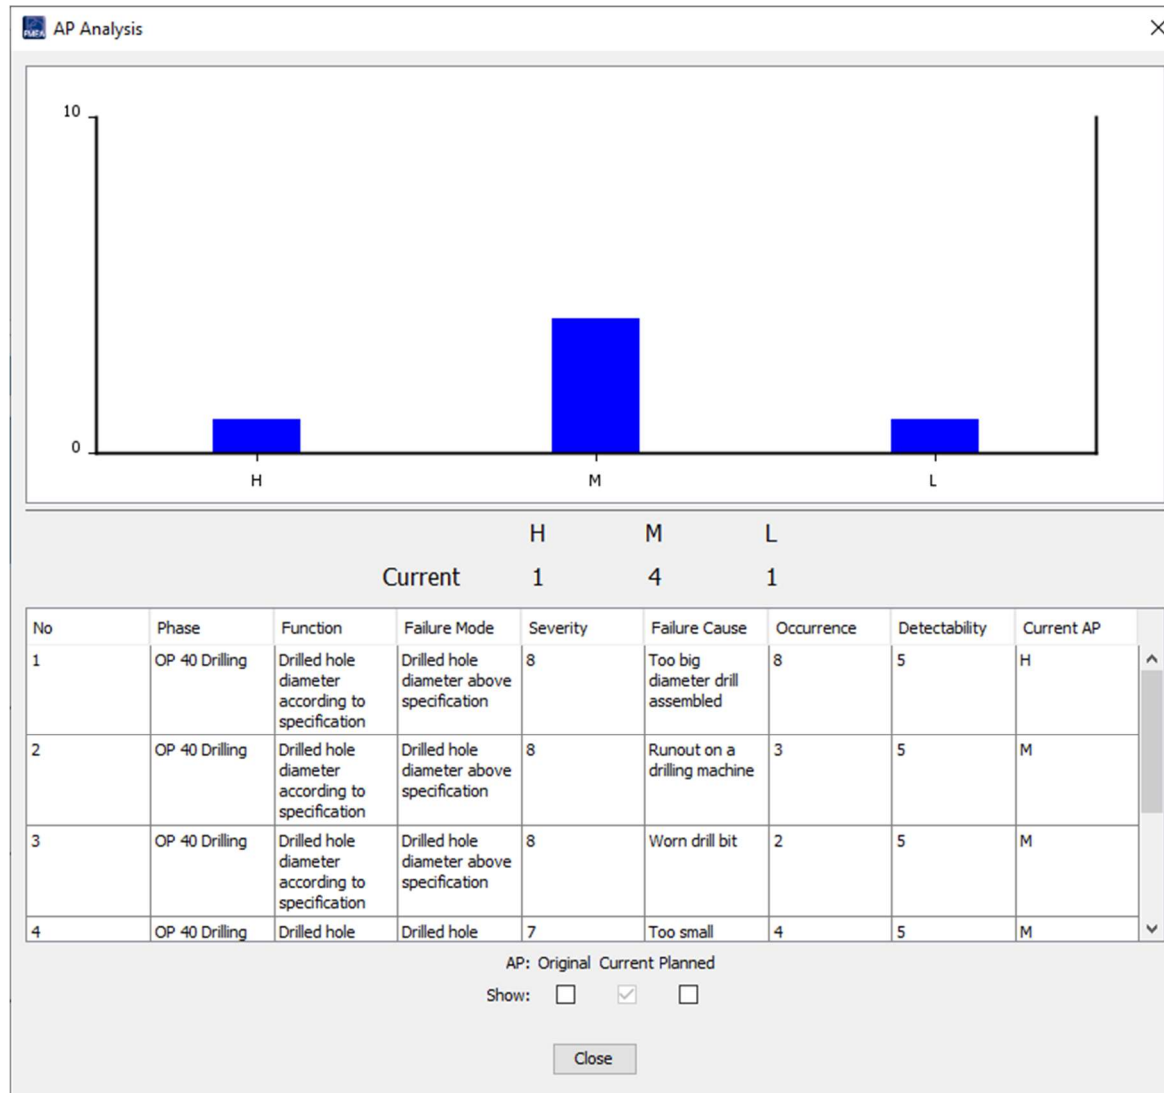 FMEA
AP Analysis
10
0
H M L
H M L
Current 1 4 1
No Phase Function Failure Mode Severity Failure Cause Occurrence Detectability Current AP
1 OP 40 Drilling Drilled hole Drilled hole 8 Too big 8 5 H
diameter diameter above diameter drill
according to specification assembled
specification
2 OP 40 Drilling Drilled hole Drilled hole 8 Runout on a 3 5 M
diameter diameter above drilling machine
according to specification
specification
3 OP 40 Drilling Drilled hole Drilled hole 8 Worn drill bit 2 5 M
diameter diameter above
according to specification
specification
4 OP 40 Drilling Drilled hole Drilled hole 7 Too small 4 5 M
AP: Original Current Planned
Show:
Close